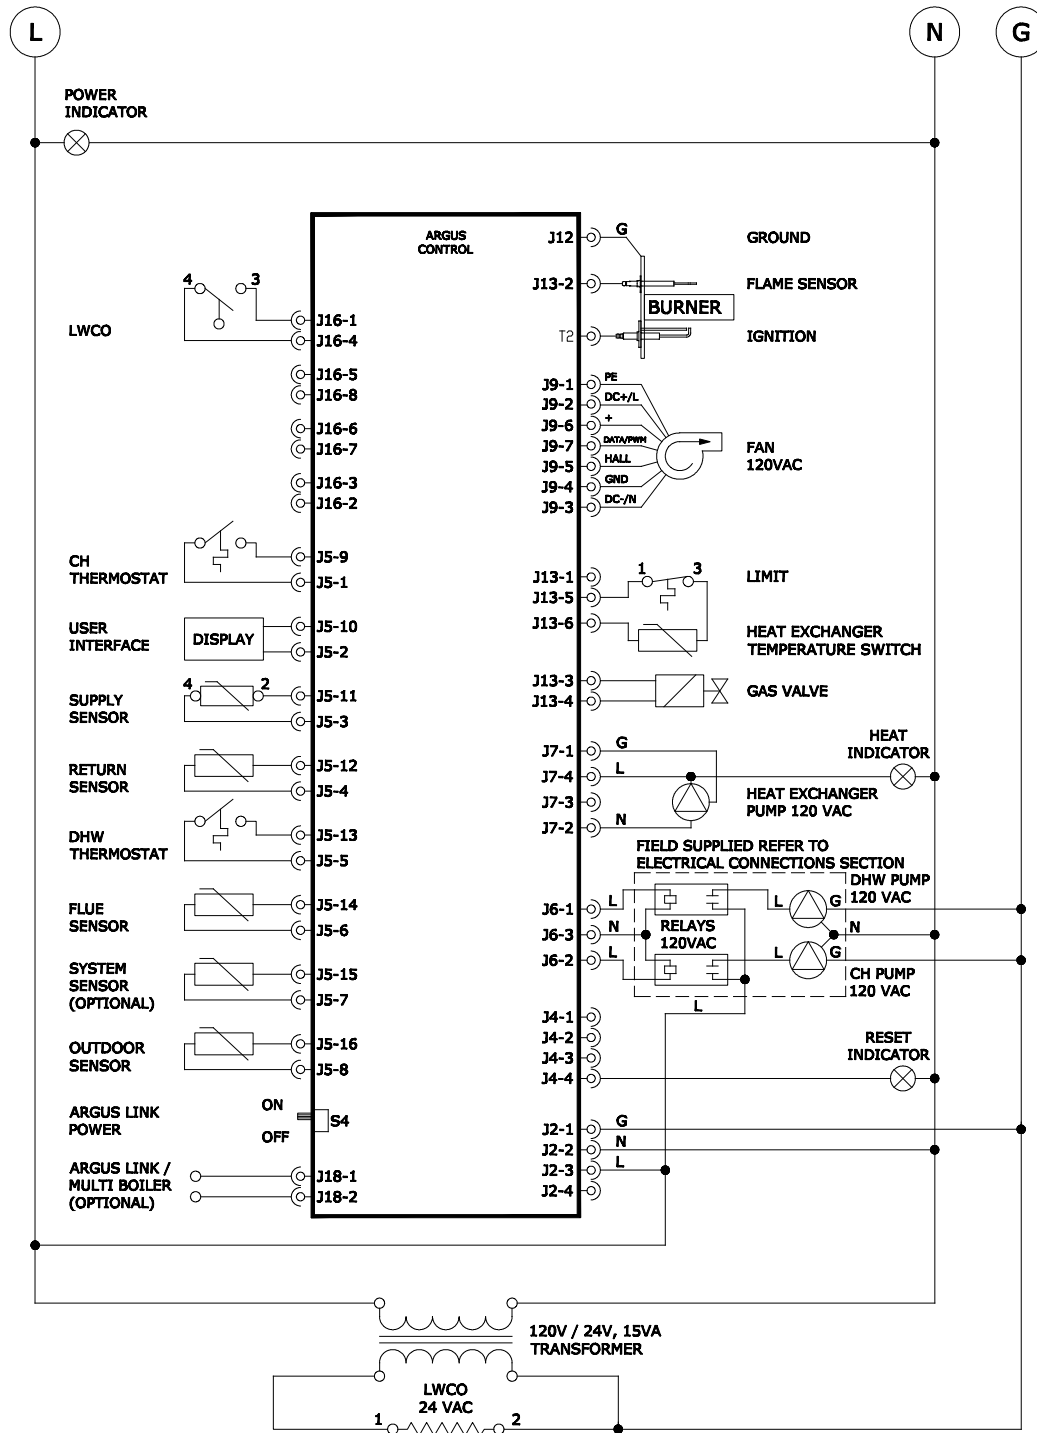 L
N
G
POWER
INDICATOR
ARGUS
CONTROL
J12
G
GROUND
J13-2
FLAME SENSOR
BURNER
T2
IGNITION
4
3
LWCO
J16-1
J16-4
J16-5
J16-8
J16-6
J16-7
J16-3
J16-2
J9-1
PE
J9-2
DC+/L
J9-6
+
J9-7
DATA/PWM
J9-5
HALL
J9-4
GND
J9-3
DC-/N
FAN
120VAC
CH
THERMOSTAT
J5-9
J5-1
USER
INTERFACE
DISPLAY
J5-10
J5-2
SUPPLY
SENSOR
4
2
J5-11
J5-3
RETURN
SENSOR
J5-12
J5-4
DHW
THERMOSTAT
J5-13
J5-5
FLUE
SENSOR
J5-14
J5-6
SYSTEM
SENSOR
(OPTIONAL)
J5-15
J5-7
OUTDOOR
SENSOR
J5-16
J5-8
ARGUS LINK
POWER
ON
OFF
S4
ARGUS LINK /
MULTI BOILER
(OPTIONAL)
J18-1
J18-2
J13-1
J13-5
J13-6
1
3
LIMIT
HEAT EXCHANGER
TEMPERATURE SWITCH
J13-3
J13-4
GAS VALVE
J7-1
G
J7-4
L
J7-3
J7-2
N
HEAT
INDICATOR
HEAT EXCHANGER
PUMP 120 VAC
FIELD SUPPLIED REFER TO
ELECTRICAL CONNECTIONS SECTION
DHW PUMP
120 VAC
J6-1
L
J6-3
N
J6-2
L
RELAYS
120VAC
L
G
N
L
G
CH PUMP
120 VAC
L
J4-1
J4-2
J4-3
J4-4
RESET
INDICATOR
J2-1
G
J2-2
N
J2-3
L
J2-4
120V / 24V, 15VA
TRANSFORMER
LWCO
24 VAC
1
2